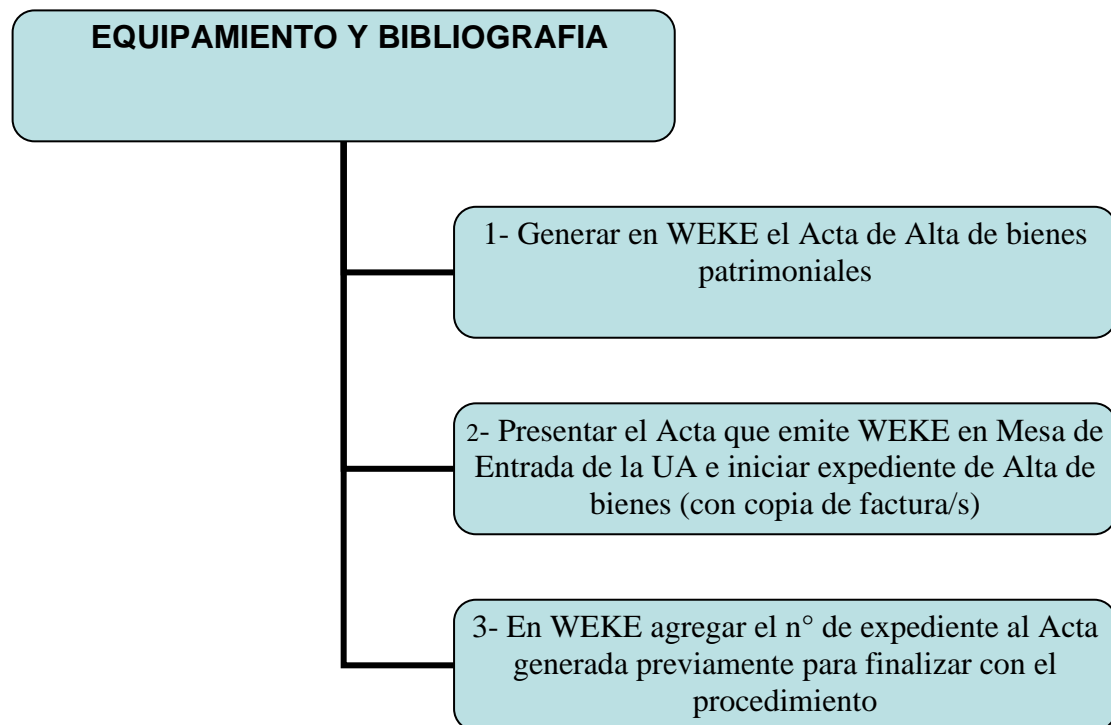 EQUIPAMIENTO Y BIBLIOGRAFIA
1- Generar en WEKE el Acta de Alta de bienes
patrimoniales
2- Presentar el Acta que emite WEKE en Mesa de
Entrada de la UA e iniciar expediente de Alta de
bienes (con copia de factura/s)
3- En WEKE agregar el n° de expediente al Acta
generada previamente para finalizar con el
procedimiento